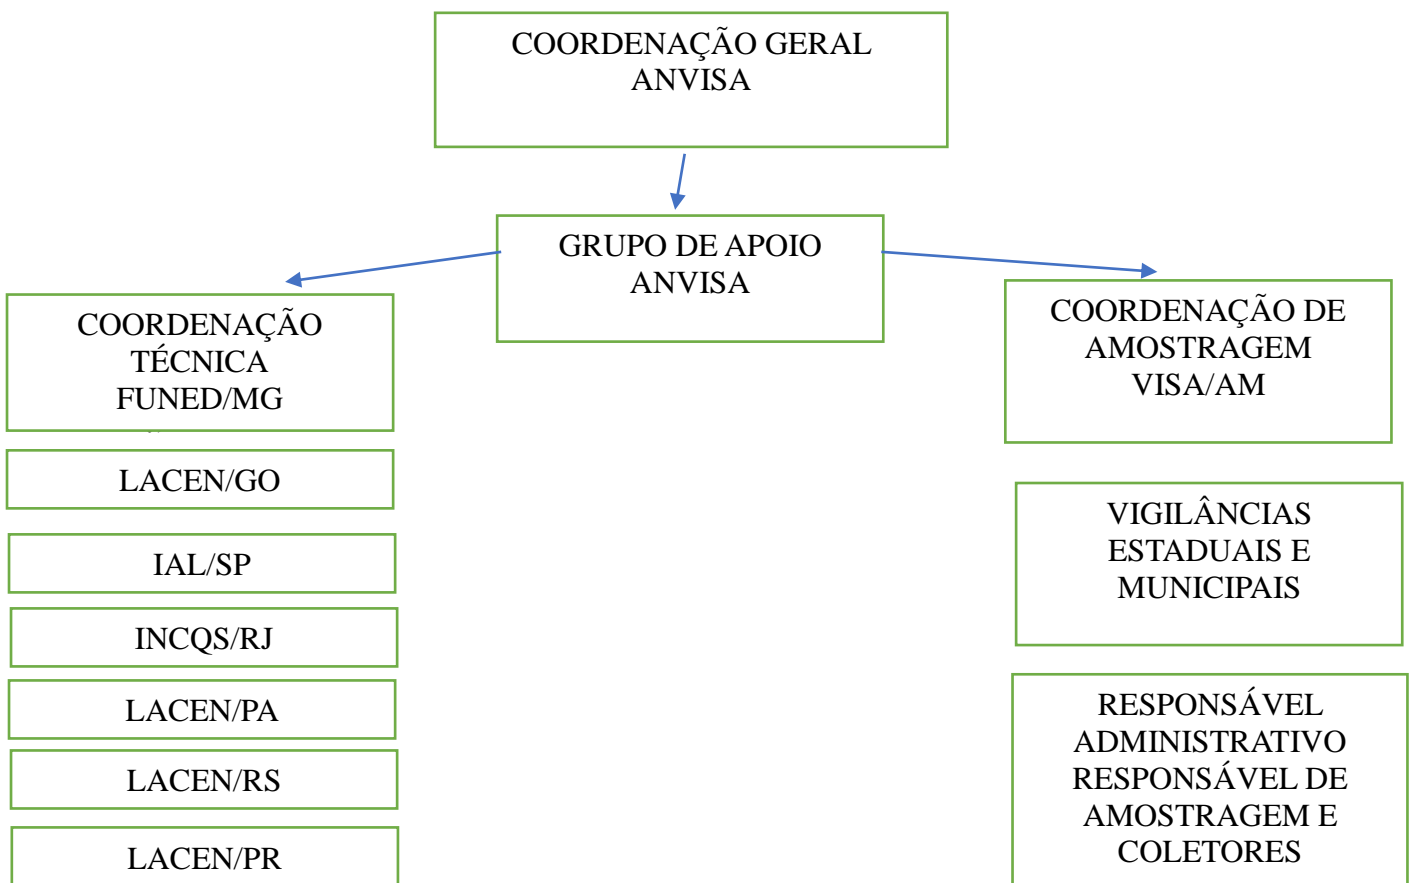 COORDENAÇÃO GERAL
ANVISA
GRUPO DE APOIO
ANVISA
COORDENAÇÃO
TÉCNICA
FUNED/MG
LACEN/GO
IAL/SP
INCQS/RJ
LACEN/PA
LACEN/RS
LACEN/PR
COORDENAÇÃO DE
AMOSTRAGEM
VISA/AM
VIGILÂNCIAS
ESTADUAIS E
MUNICIPAIS
RESPONSÁVEL
ADMINISTRATIVO
RESPONSÁVEL DE
AMOSTRAGEM E
COLETORES